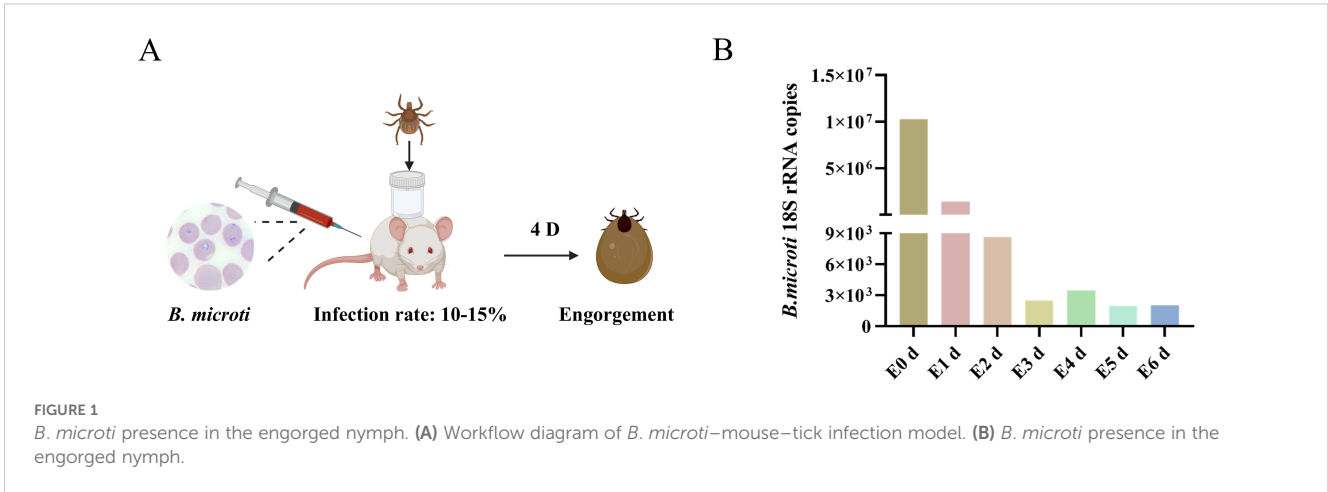 A
B. microti
Infection rate: 10-15%
4 D
Engorgement
B
B.microti 18S rRNA copies
1.5×10⁷
1×10⁷
5×10⁶
9×10³
6×10³
3×10³
0
E0 d
E1 d
E2 d
E3 d
E4 d
E5 d
E6 d
FIGURE 1
B. microti presence in the engorged nymph. (A) Workflow diagram of B. microti–mouse–tick infection model. (B) B. microti presence in the
engorged nymph.